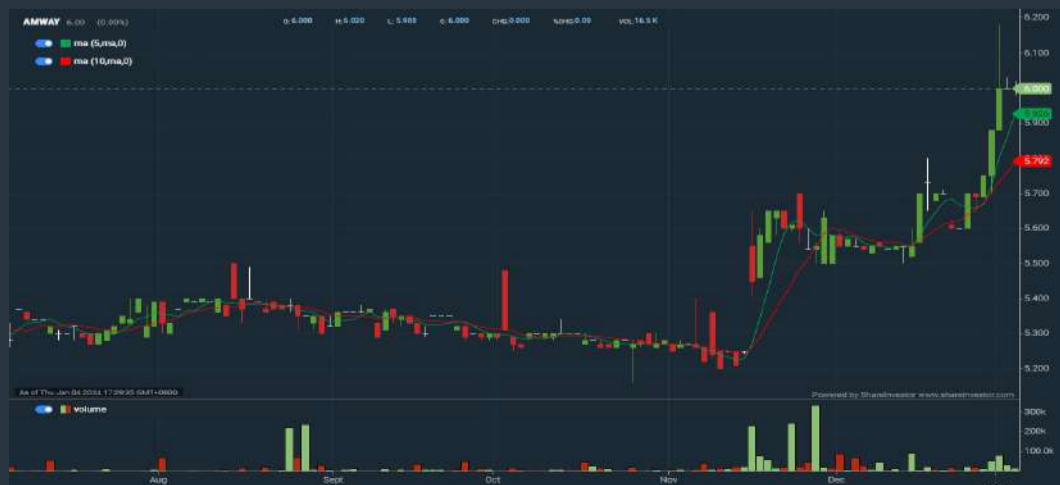 AMWAY 6.00 (0.00%) O: 6.000 H: 6.020 L: 5.980 C: 6.000 CHG:0.000 %CHG:0.00 VOL:16.5 K
ma (5,ma,0)
ma (10,ma,0)
6.200
6.100
6.000
5.900
5.792
5.700
5.600
5.500
5.400
5.300
5.200
As of Thu Jan 04 2024 17:29:35 GMT+0800 Powered by ShareInvestor www.shareinvestor.com
volume
300k
200k
100.0k
Aug Sept Oct Nov Dec